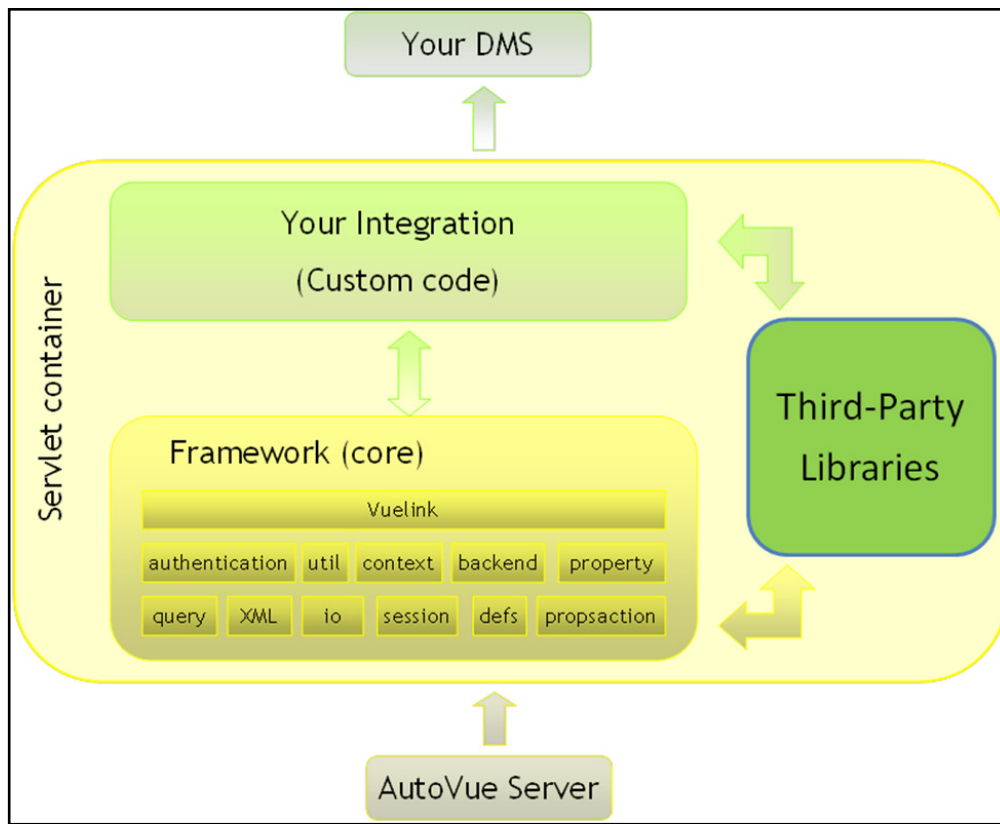 Your DMS
Your Integration
(Custom code)
Servlet container
Third-Party
Libraries
Framework (core)
Vuelink
authentication util context backend property
query XML io session defs propsaction
AutoVue Server